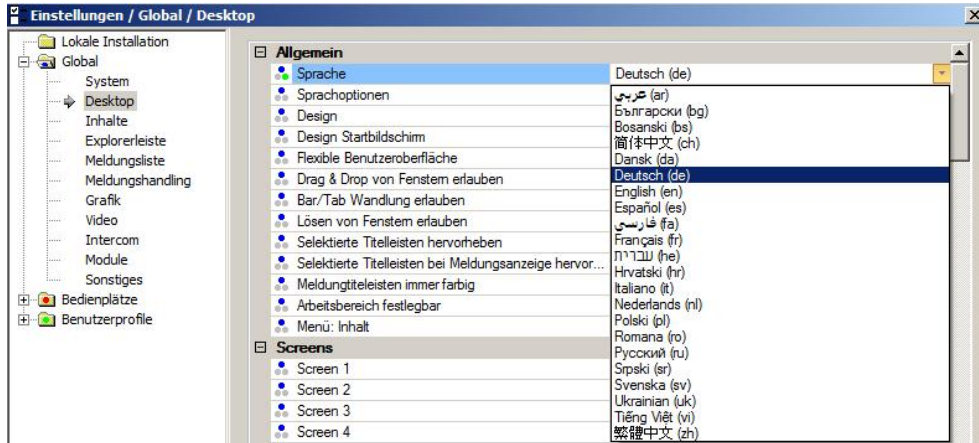 Einstellungen / Global / Desktop
Lokale Installation
Global
System
Desktop
Inhalte
Explorerleiste
Meldungsliste
Meldungshandling
Grafik
Video
Intercom
Module
Sonstiges
Bedienplätze
Benutzerprofile
Allgemein
Sprache
Sprachoptionen
Design
Design Startbildschirm
Flexible Benutzeroberfläche
Drag & Drop von Fenstern erlauben
Bar/Tab Wandlung erlauben
Lösen von Fenstern erlauben
Selektierte Titelleisten hervorheben
Selektierte Titelleisten bei Meldungsanzeige hervor...
Meldungtiteleisten immer farbig
Arbeitsbereich festlegbar
Menü: Inhalt
Screens
Screen 1
Screen 2
Screen 3
Screen 4
Deutsch (de)
عربي (ar)
Български (bg)
Bosanski (bs)
简体中文 (ch)
Dansk (da)
Deutsch (de)
English (en)
Español (es)
فارسی (fa)
Français (fr)
עברית (he)
Hrvatski (hr)
Italiano (it)
Nederlands (nl)
Polski (pl)
Romana (ro)
Русский (ru)
Srpski (sr)
Svenska (sv)
Ukrainian (uk)
Tiếng Việt (vi)
繁體中文 (zh)